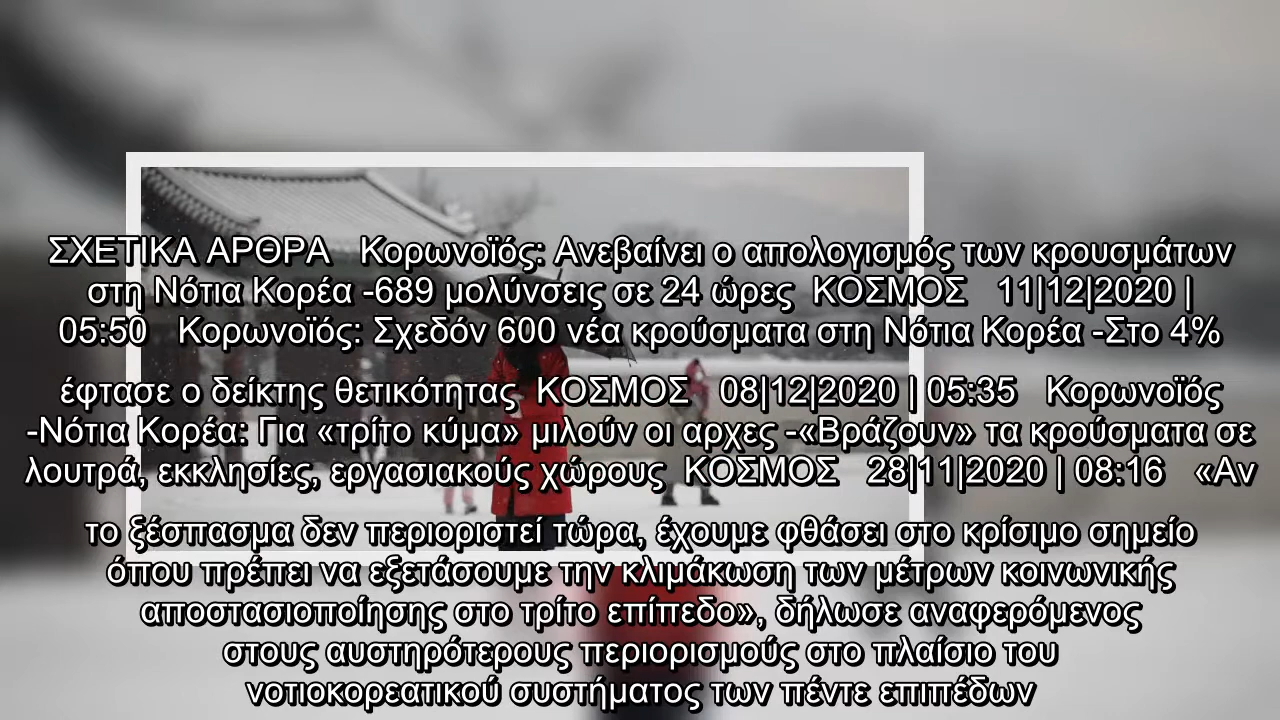 ΣΧΕΤΙΚΑ ΑΡΘΡΑ Κορωνοϊός: Ανεβαίνει ο απολογισμός των κρουσμάτων
στη Νότια Κορέα -689 μολύνσεις σε 24 ώρες ΚΟΣΜΟΣ 11|12|2020 |
05:50 Κορωνοϊός: Σχεδόν 600 νέα κρούσματα στη Νότια Κορέα -Στο 4%
έφτασε ο δείκτης θετικότητας ΚΟΣΜΟΣ 08|12|2020 | 05:35 Κορωνοϊός
-Νότια Κορέα: Για «τρίτο κύμα» μιλούν οι αρχες -«Βράζουν» τα κρούσματα σε
λουτρά, εκκλησίες, εργασιακούς χώρους ΚΟΣΜΟΣ 28|11|2020 | 08:16 «Αν
το ξέσπασμα δεν περιοριστεί τώρα, έχουμε φθάσει στο κρίσιμο σημείο
όπου πρέπει να εξετάσουμε την κλιμάκωση των μέτρων κοινωνικής
αποστασιοποίησης στο τρίτο επίπεδο», δήλωσε αναφερόμενος
στους αυστηρότερους περιορισμούς στο πλαίσιο του
νοτιοκορεατικού συστήματος των πέντε επιπέδων